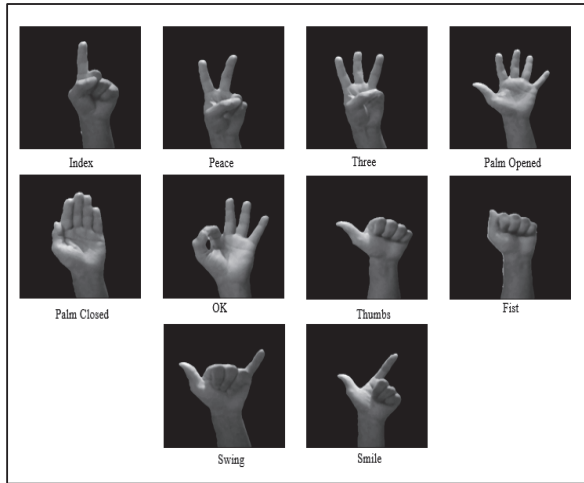 Index
Peace
Three
Palm Opened
Palm Closed
OK
Thumbs
Fist
Swing
Smile